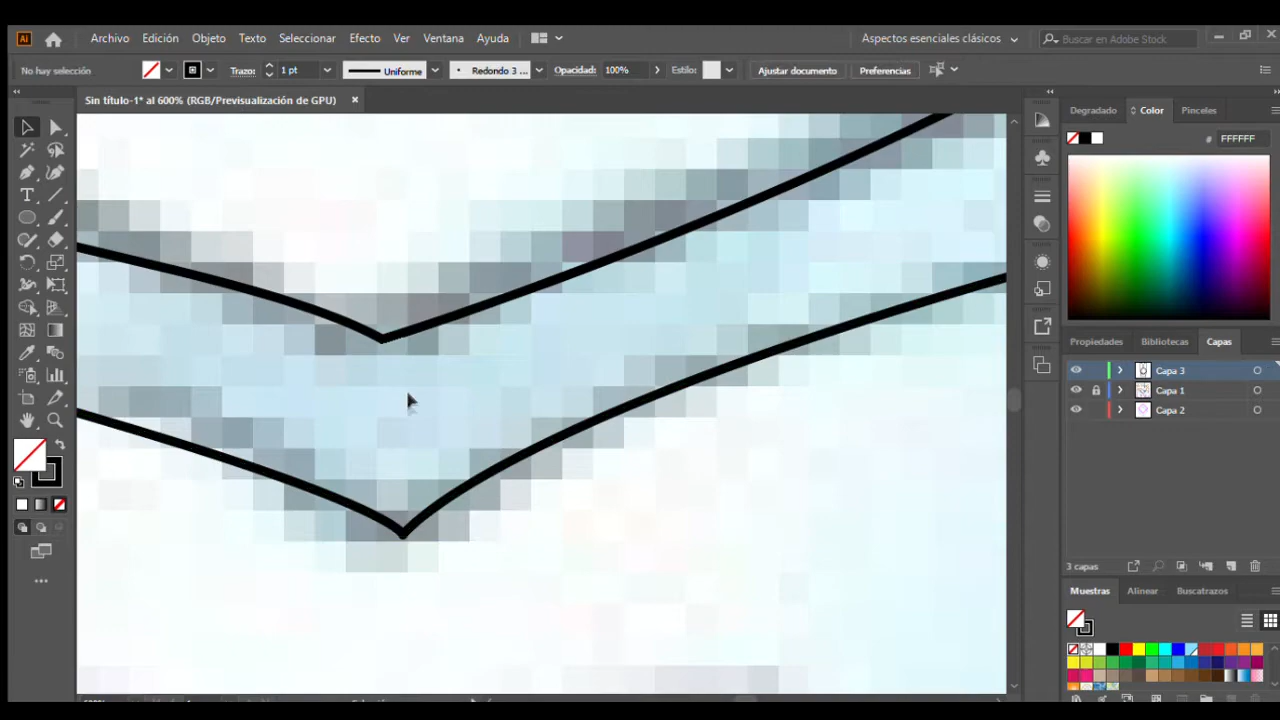 Ai Archivo Edición Objeto Texto Seleccionar Efecto Ver Ventana Ayuda Aspectos esenciales clásicos Buscar en Adobe Stock
No hay selección Trazo: 1 pt Uniforme Redondo 3 ... Opacidad: 100% Estilo: Ajustar documento Preferencias
Sin título-1* al 600% (RGB/Previsualización de GPU)
Degradado Color Pinceles
# FFFFFF
Propiedades Bibliotecas Capas
Capa 3
Capa 1
Capa 2
3 capas
Muestras Alinear Buscatrazos